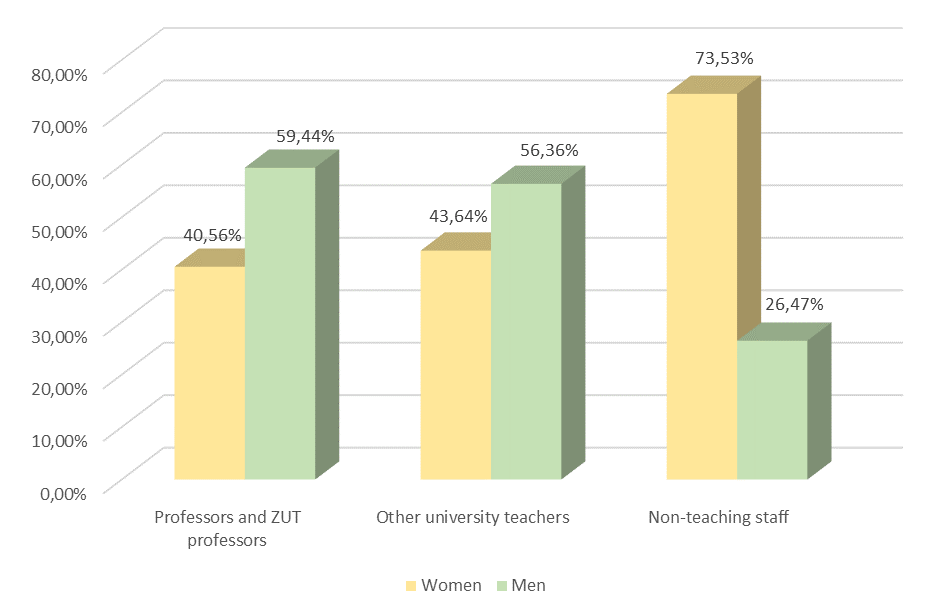 80,00%
70,00%
60,00%
50,00%
40,00%
30,00%
20,00%
10,00%
0,00%
40,56%
59,44%
43,64%
56,36%
73,53%
26,47%
Professors and ZUT
professors
Other university teachers
Non-teaching staff
Women
Men